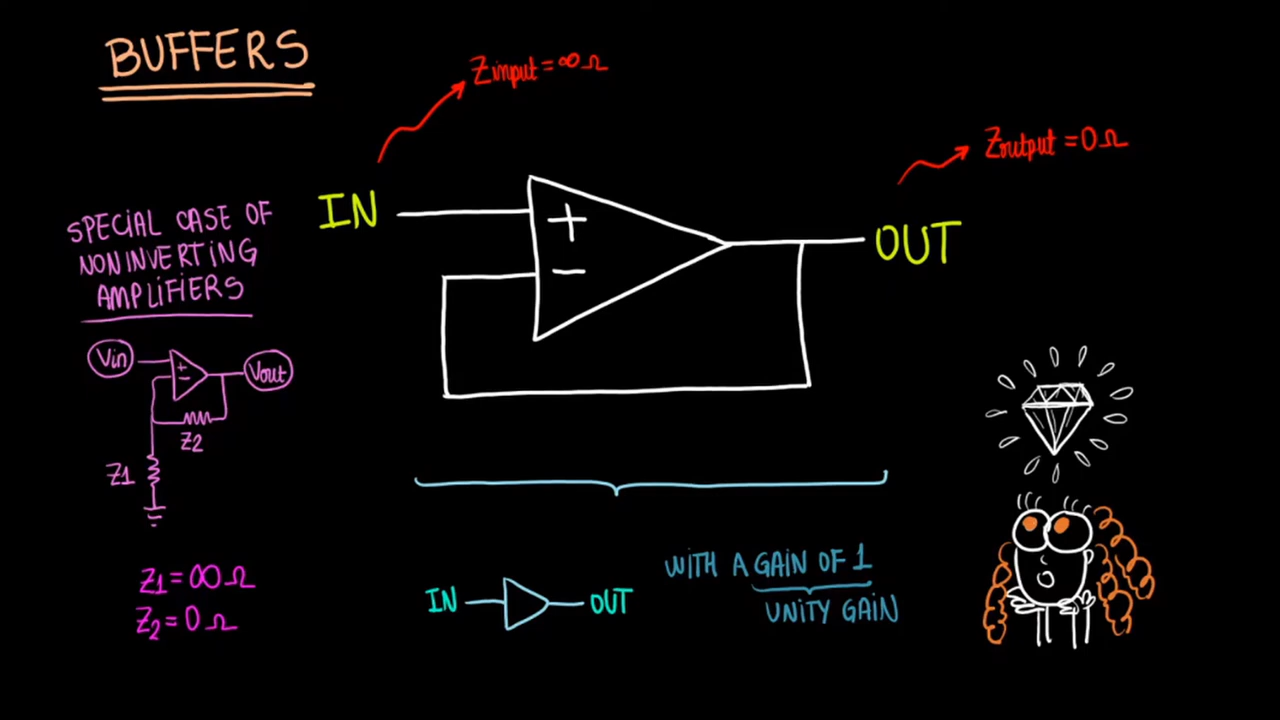 BUFFERS
Zinput = ∞ Ω
Zoutput = 0 Ω
IN
+
−
OUT
SPECIAL CASE OF
NONINVERTING
AMPLIFIERS
Vin
+
−
Vout
Z2
Z1
Z1 = ∞ Ω
Z2 = 0 Ω
IN
OUT
WITH A GAIN OF 1
UNITY GAIN